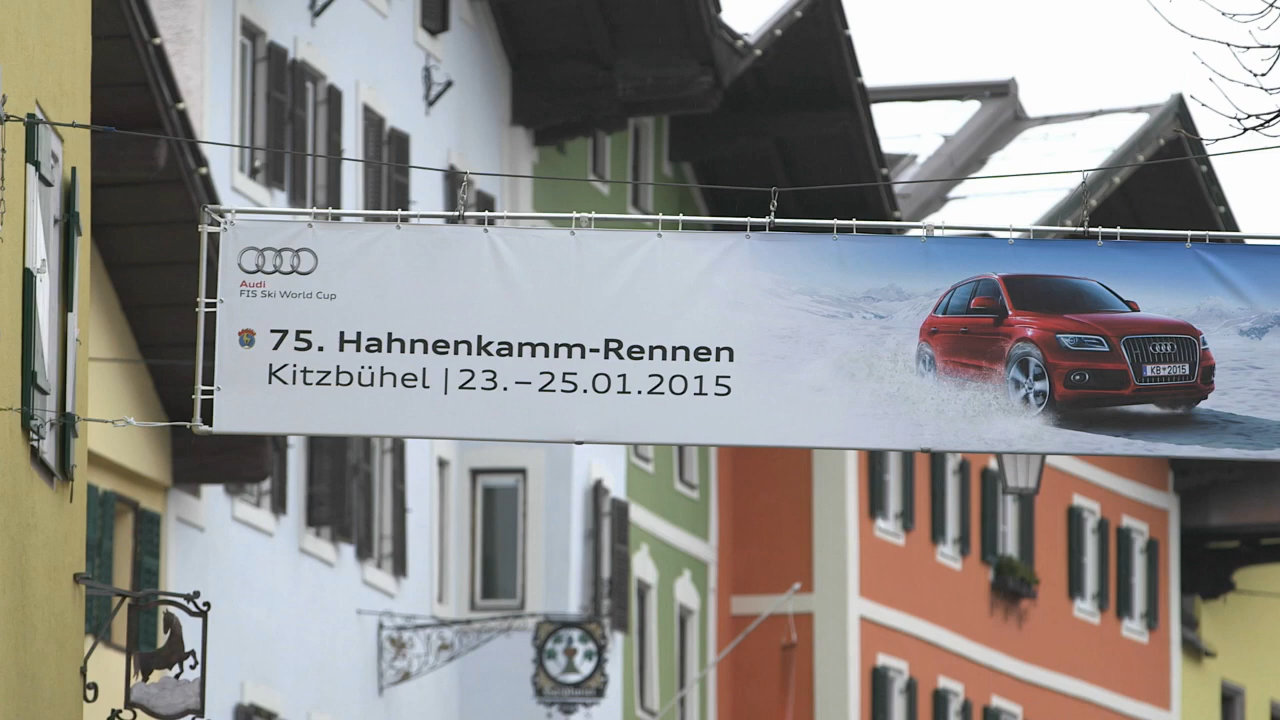 Audi
FIS Ski World Cup
75. Hahnenkamm-Rennen
Kitzbühel | 23.–25.01.2015
KB 2015